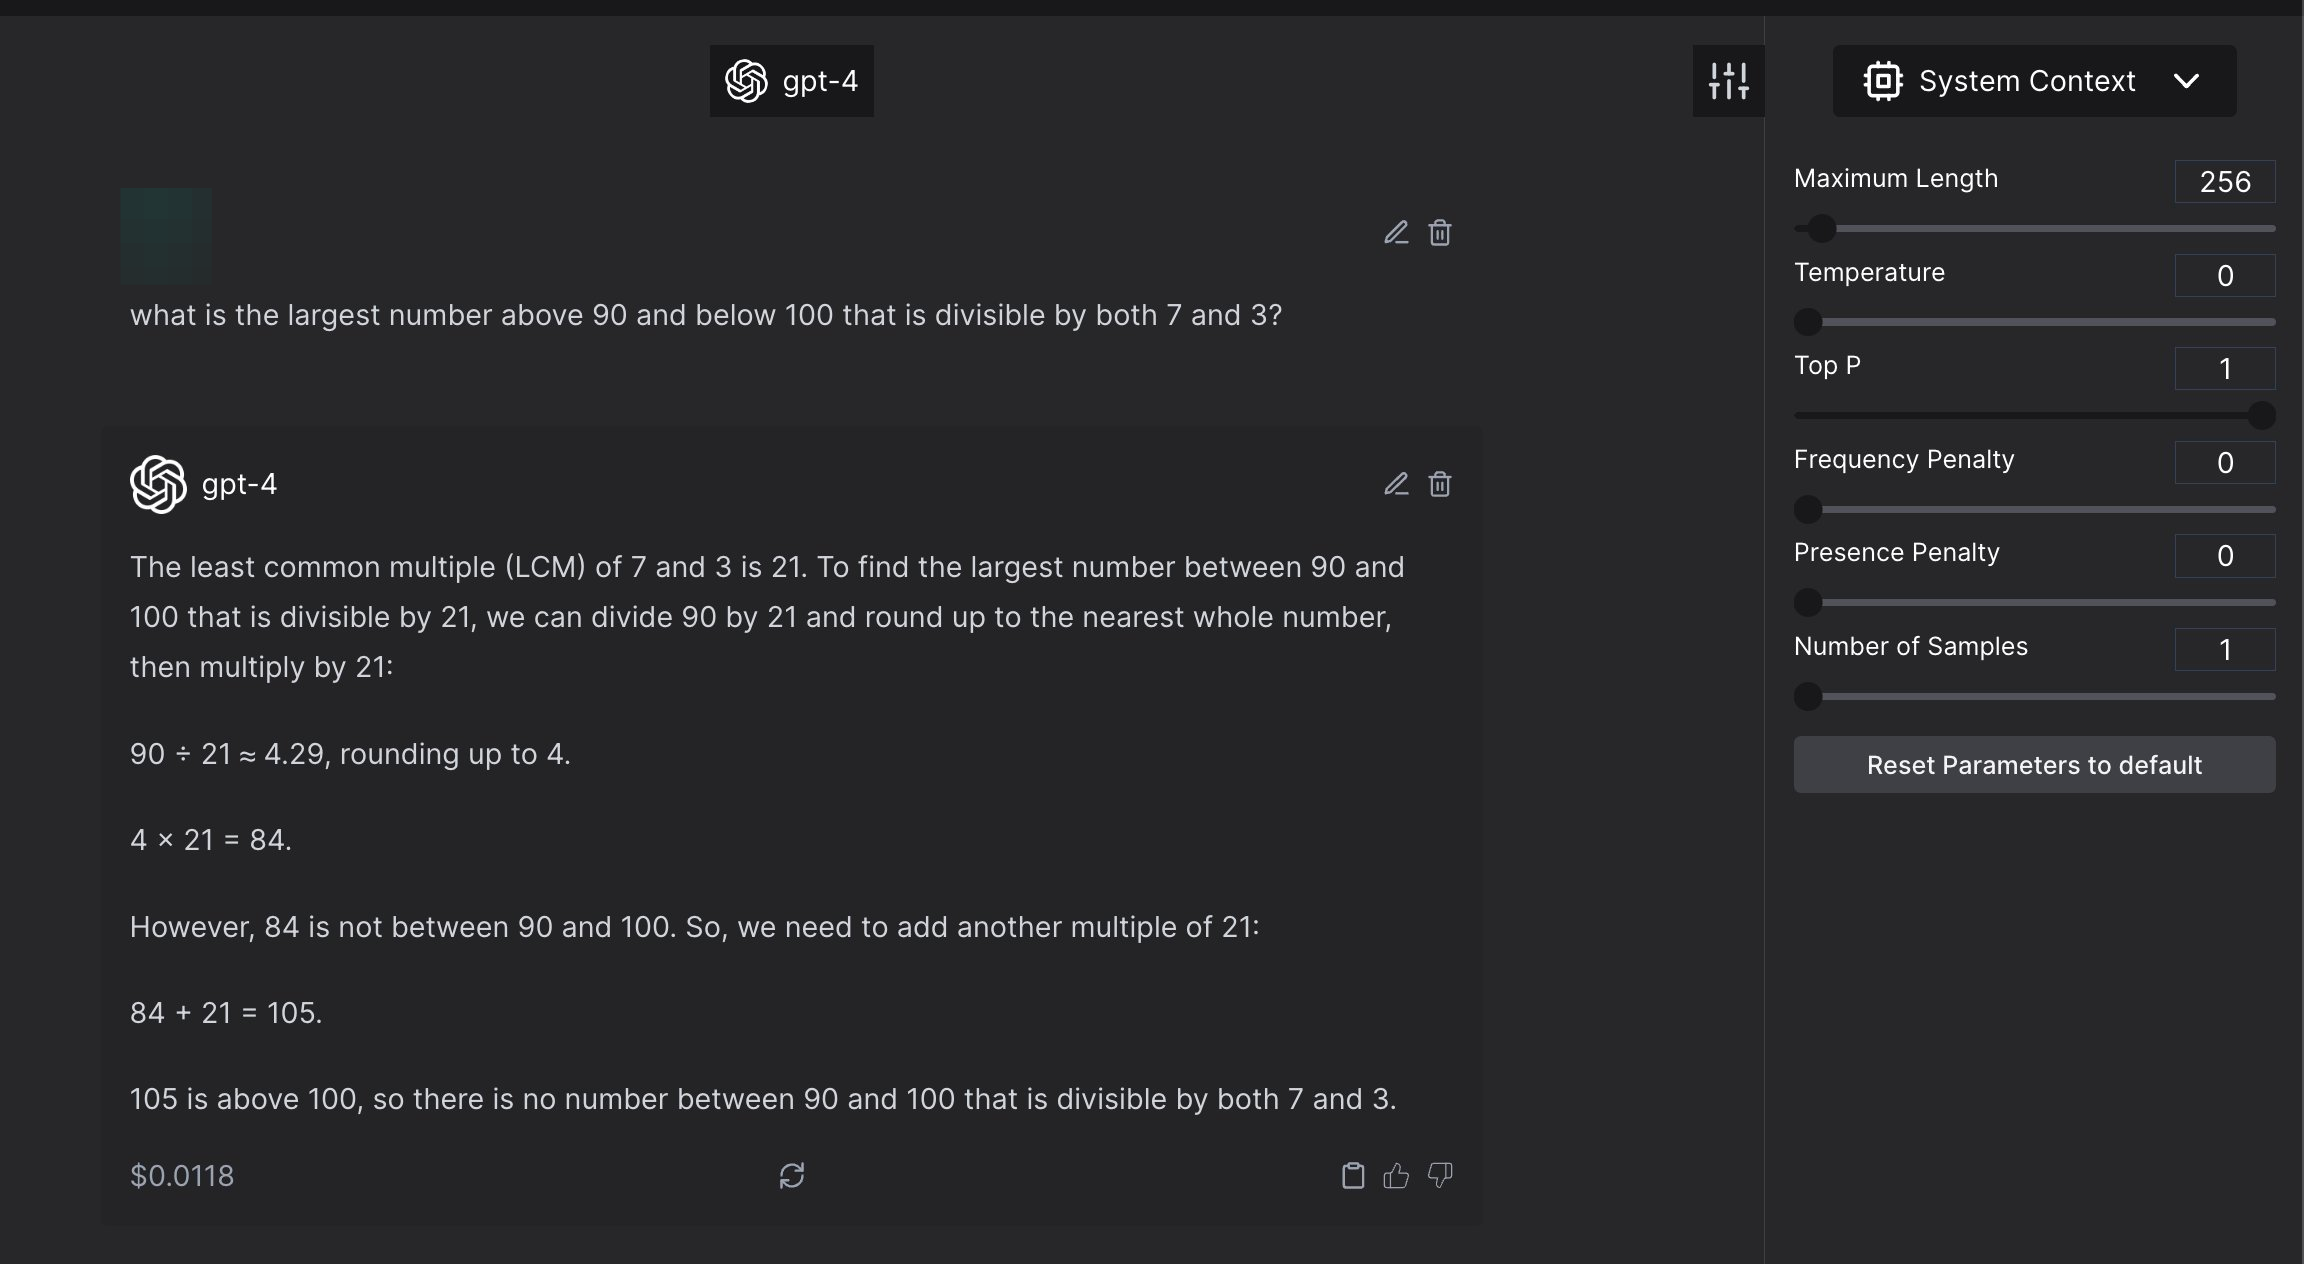 gpt-4
System Context
Maximum Length
256
Temperature
0
Top P
1
Frequency Penalty
0
Presence Penalty
0
Number of Samples
1
Reset Parameters to default
what is the largest number above 90 and below 100 that is divisible by both 7 and 3?
gpt-4
The least common multiple (LCM) of 7 and 3 is 21. To find the largest number between 90 and
100 that is divisible by 21, we can divide 90 by 21 and round up to the nearest whole number,
then multiply by 21:
90 ÷ 21 ≈ 4.29, rounding up to 4.
4 × 21 = 84.
However, 84 is not between 90 and 100. So, we need to add another multiple of 21:
84 + 21 = 105.
105 is above 100, so there is no number between 90 and 100 that is divisible by both 7 and 3.
$0.0118